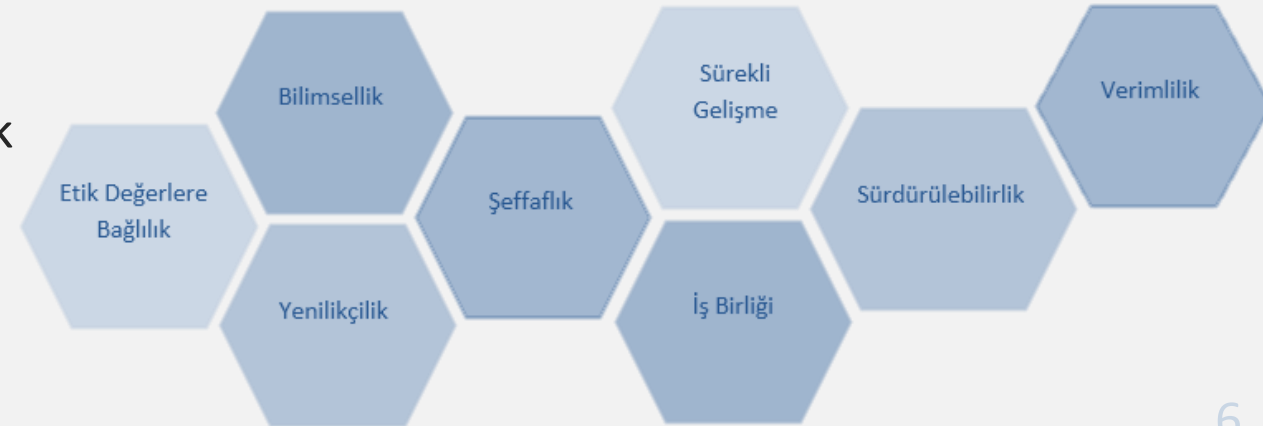 k
Etik Değerlere
Bağlılık
Bilimsellik
Yenilikçilik
Şeffaflık
Sürekli
Gelişme
İş Birliği
Sürdürülebilirlik
Verimlilik
6